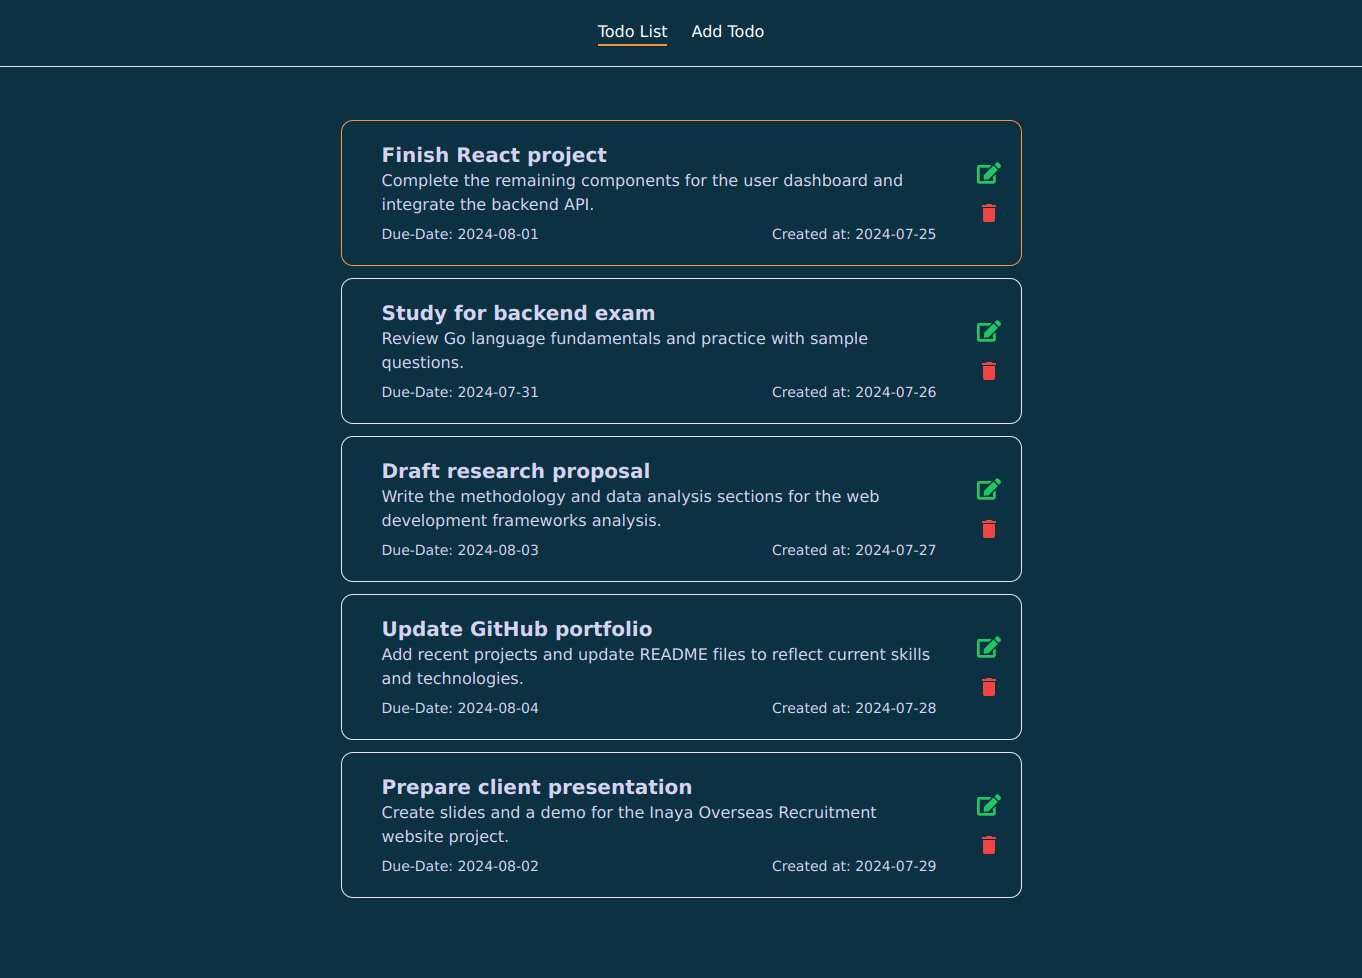 Todo List Add Todo
Finish React project
Complete the remaining components for the user dashboard and
integrate the backend API.
Due-Date: 2024-08-01 Created at: 2024-07-25
Study for backend exam
Review Go language fundamentals and practice with sample
questions.
Due-Date: 2024-07-31 Created at: 2024-07-26
Draft research proposal
Write the methodology and data analysis sections for the web
development frameworks analysis.
Due-Date: 2024-08-03 Created at: 2024-07-27
Update GitHub portfolio
Add recent projects and update README files to reflect current skills
and technologies.
Due-Date: 2024-08-04 Created at: 2024-07-28
Prepare client presentation
Create slides and a demo for the Inaya Overseas Recruitment
website project.
Due-Date: 2024-08-02 Created at: 2024-07-29